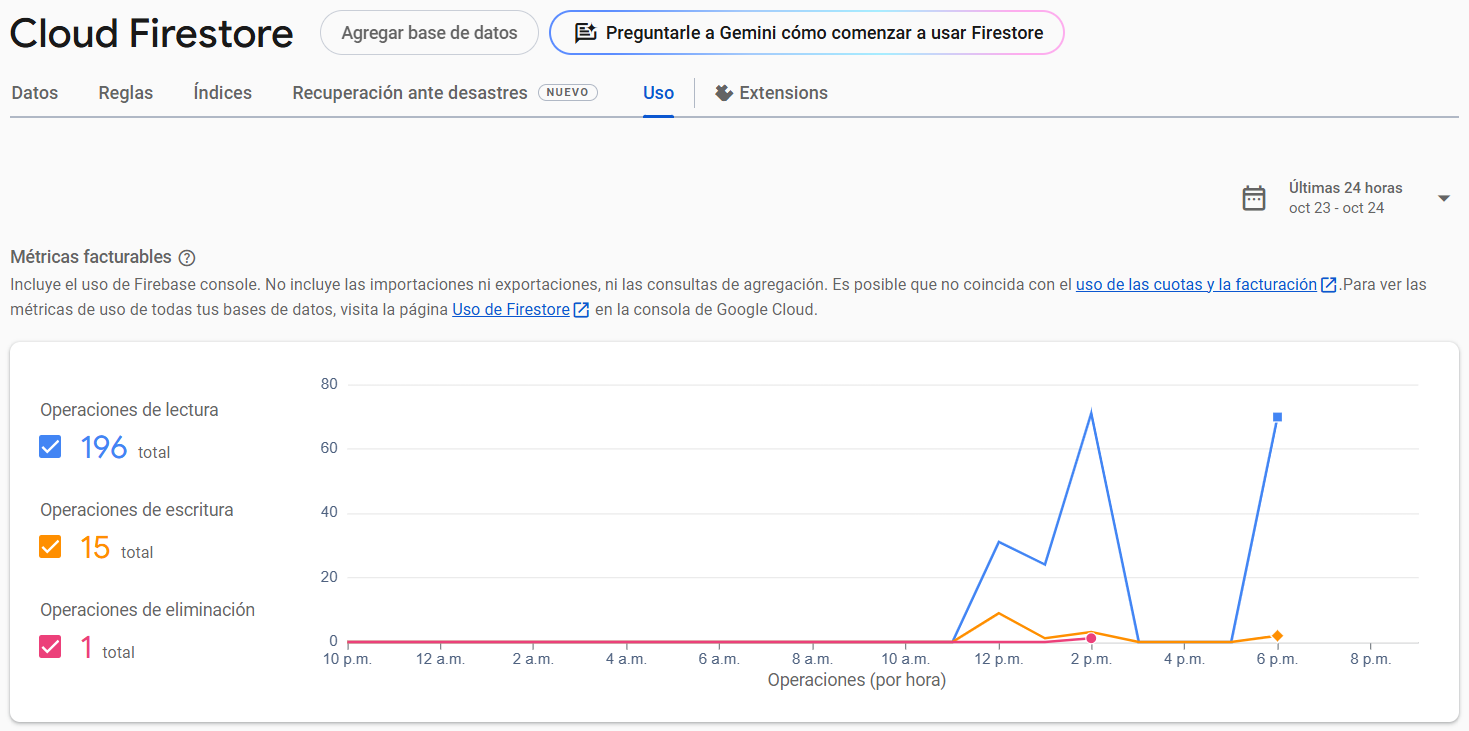 Cloud Firestore
Agregar base de datos
Preguntarle a Gemini cómo comenzar a usar Firestore
Datos
Reglas
Índices
Recuperación ante desastres
NUEVO
Uso
Extensions
Últimas 24 horas
oct 23 - oct 24
Métricas facturables
Incluye el uso de Firebase console. No incluye las importaciones ni exportaciones, ni las consultas de agregación. Es posible que no coincida con el uso de las cuotas y la facturación .Para ver las
métricas de uso de todas tus bases de datos, visita la página Uso de Firestore en la consola de Google Cloud.
Operaciones de lectura
196 total
Operaciones de escritura
15 total
Operaciones de eliminación
1 total
80
60
40
20
0
10 p.m. 12 a.m. 2 a.m. 4 a.m. 6 a.m. 8 a.m. 10 a.m. 12 p.m. 2 p.m. 4 p.m. 6 p.m. 8 p.m.
Operaciones (por hora)